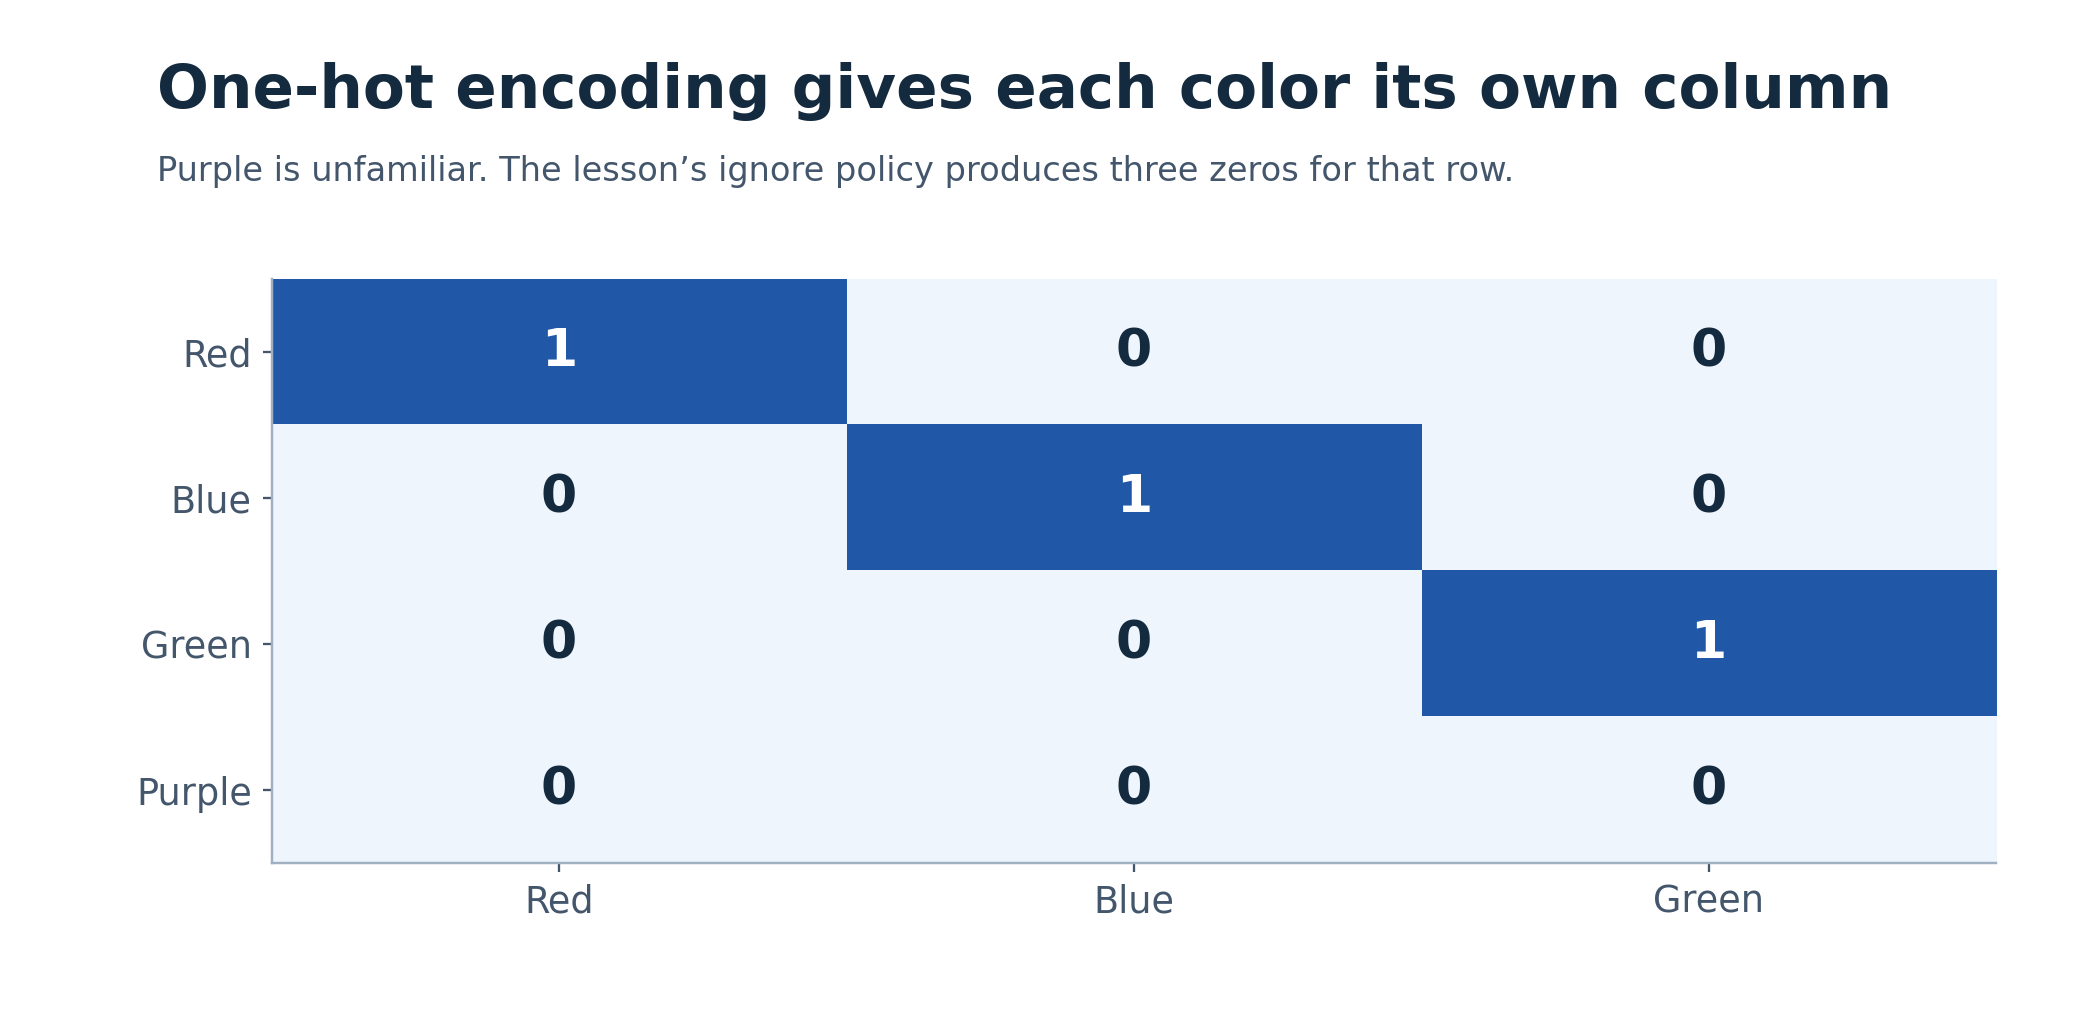 One-hot encoding gives each color its own column
Purple is unfamiliar. The lesson’s ignore policy produces three zeros for that row.
Red 1 0 0
Blue 0 1 0
Green 0 0 1
Purple 0 0 0
Red Blue Green